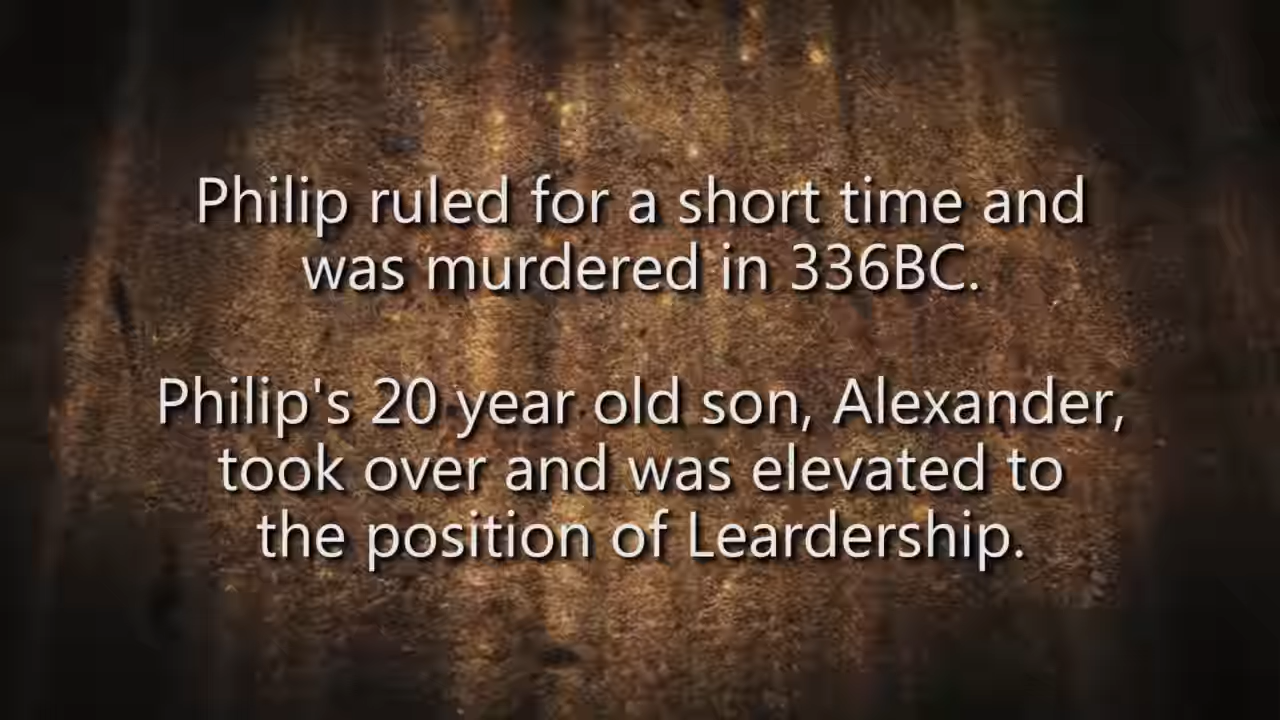 Philip ruled for a short time and
was murdered in 336BC.
Philip's 20 year old son, Alexander,
took over and was elevated to
the position of Leardership.